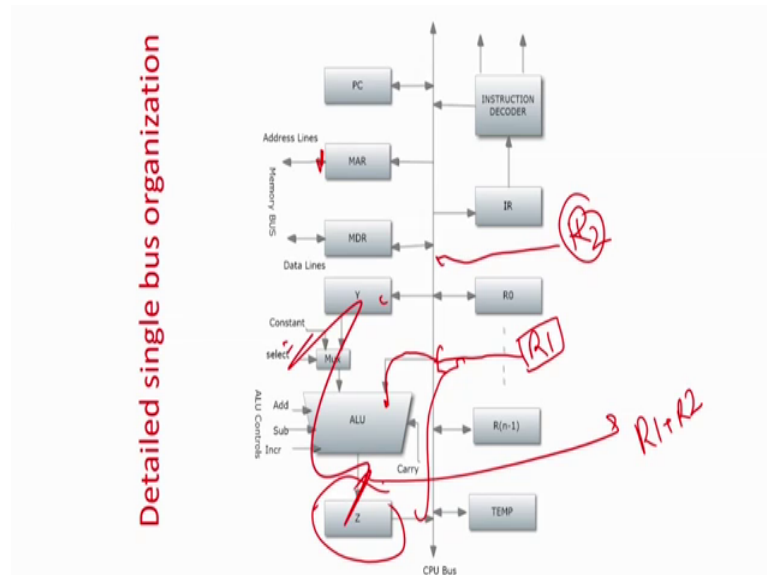 Detailed single bus organization
PC
INSTRUCTION
DECODER
Address Lines
MAR
Memory BUS
IR
MDR
R2
Data Lines
Y
R0
Constant
select
Mux
R1
ALU Controls
Add
ALU
Sub
R(n-1)
R1+R2
Incr
Carry
Z
TEMP
CPU Bus